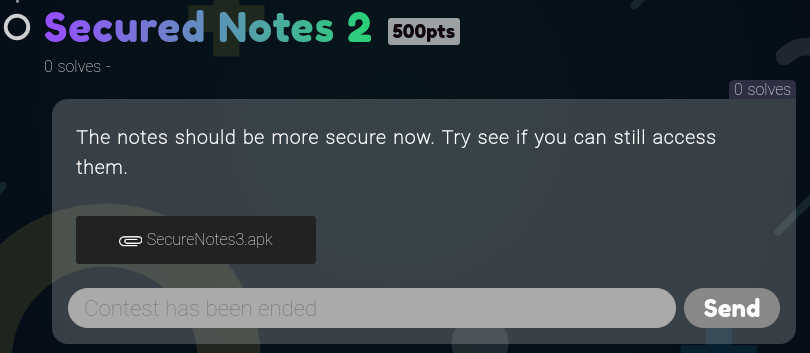 Secured Notes 2 500pts
0 solves -
0 solves
The notes should be more secure now. Try see if you can still access
them.
SecureNotes3.apk
Contest has been ended Send